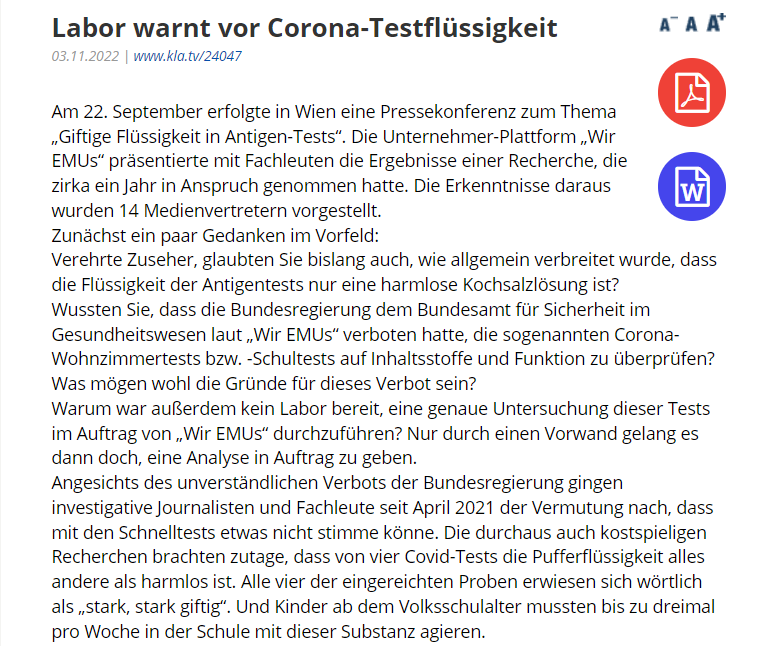 Labor warnt vor Corona-Testflüssigkeit
A⁻ A A⁺
03.11.2022 | www.kla.tv/24047
Am 22. September erfolgte in Wien eine Pressekonferenz zum Thema
„Giftige Flüssigkeit in Antigen-Tests“. Die Unternehmer-Plattform „Wir
EMUs“ präsentierte mit Fachleuten die Ergebnisse einer Recherche, die
zirka ein Jahr in Anspruch genommen hatte. Die Erkenntnisse daraus
wurden 14 Medienvertretern vorgestellt.
Zunächst ein paar Gedanken im Vorfeld:
Verehrte Zuseher, glaubten Sie bislang auch, wie allgemein verbreitet wurde, dass
die Flüssigkeit der Antigentests nur eine harmlose Kochsalzlösung ist?
Wussten Sie, dass die Bundesregierung dem Bundesamt für Sicherheit im
Gesundheitswesen laut „Wir EMUs“ verboten hatte, die sogenannten Corona-
Wohnzimmertests bzw. -Schultests auf Inhaltsstoffe und Funktion zu überprüfen?
Was mögen wohl die Gründe für dieses Verbot sein?
Warum war außerdem kein Labor bereit, eine genaue Untersuchung dieser Tests
im Auftrag von „Wir EMUs“ durchzuführen? Nur durch einen Vorwand gelang es
dann doch, eine Analyse in Auftrag zu geben.
Angesichts des unverständlichen Verbots der Bundesregierung gingen
investigative Journalisten und Fachleute seit April 2021 der Vermutung nach, dass
mit den Schnelltests etwas nicht stimme könne. Die durchaus auch kostspieligen
Recherchen brachten zutage, dass von vier Covid-Tests die Pufferflüssigkeit alles
andere als harmlos ist. Alle vier der eingereichten Proben erwiesen sich wörtlich
als „stark, stark giftig“. Und Kinder ab dem Volksschulalter mussten bis zu dreimal
pro Woche in der Schule mit dieser Substanz agieren.
W